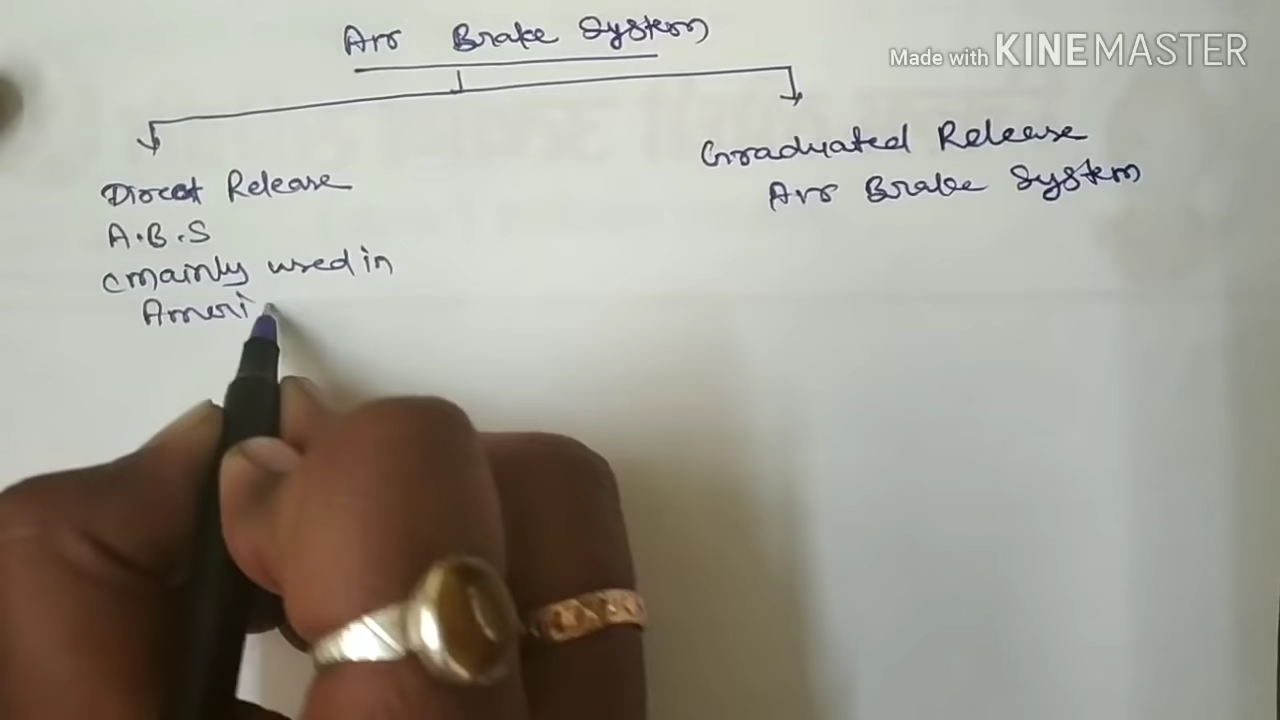 Air Brake System
Made with KINEMASTER
Direct Release
A.B.S
(mainly used in
Ameri
Graduated Release
Air Brake System